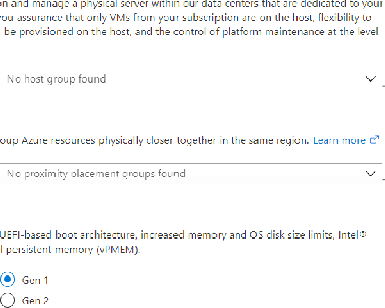 on and manage a physical server within our data centers that are dedicated to your
you assurance that only VMs from your subscription are on the host, flexibility to
be provisioned on the host, and the control of platform maintenance at the level
No host group found
oup Azure resources physically closer together in the same region. Learn more
No proximity placement groups found
UEFI-based boot architecture, increased memory and OS disk size limits, Intel®
l persistent memory (vPMEM).
Gen 1
Gen 2